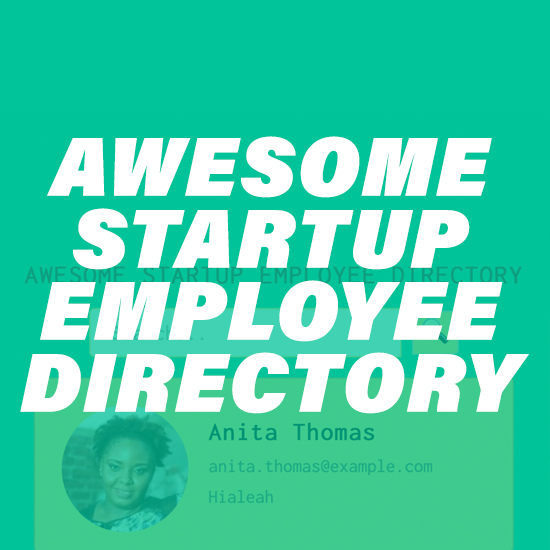 AWESOME
STARTUP
AWESOME STARTUP EMPLOYEE DIRECTORY
EMPLOYEE
DIRECTORY
Anita Thomas
anita.thomas@example.com
Hialeah